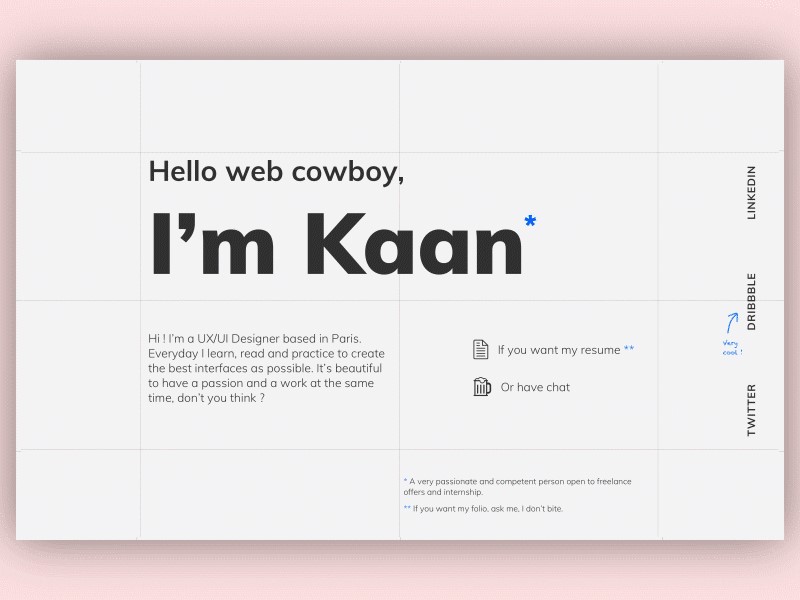 Hello web cowboy,
I’m Kaan*
Hi ! I’m a UX/UI Designer based in Paris.
Everyday I learn, read and practice to create
the best interfaces as possible. It’s beautiful
to have a passion and a work at the same
time, don’t you think ?
If you want my resume **
Or have chat
* A very passionate and competent person open to freelance
offers and internship.
** If you want my folio, ask me, I don’t bite.
LINKEDIN
DRIBBBLE
Very
cool !
TWITTER